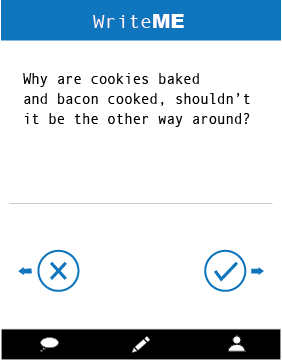 WriteME
Why are cookies baked
and bacon cooked, shouldn't
it be the other way around?